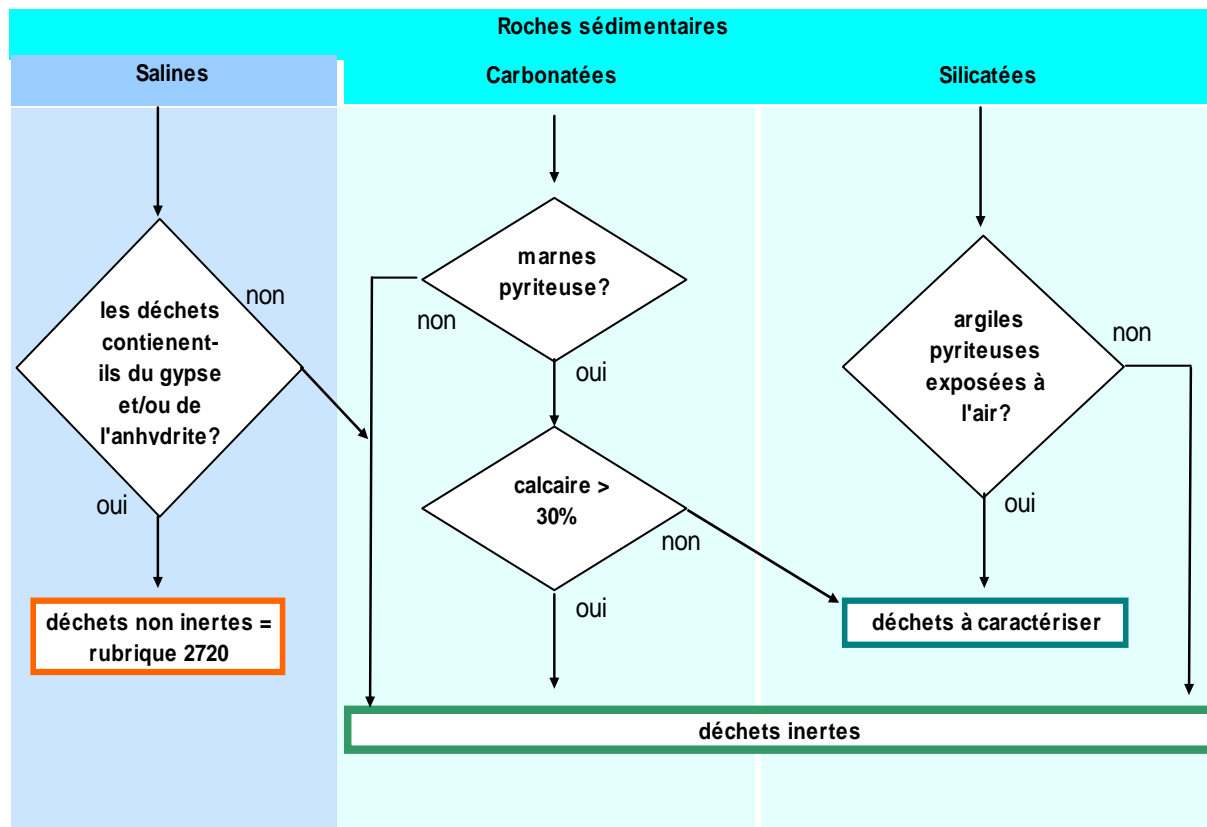 Roches sédimentaires
Salines
Carbonatées
Silicatées
les déchets
contienent-
ils du gypse
et/ou de
l'anhydrite?
non
oui
déchets non inertes =
rubrique 2720
marnes
pyriteuse?
non
oui
calcaire >
30%
non
oui
argiles
pyriteuses
exposées à
l'air?
non
oui
déchets à caractériser
déchets inertes